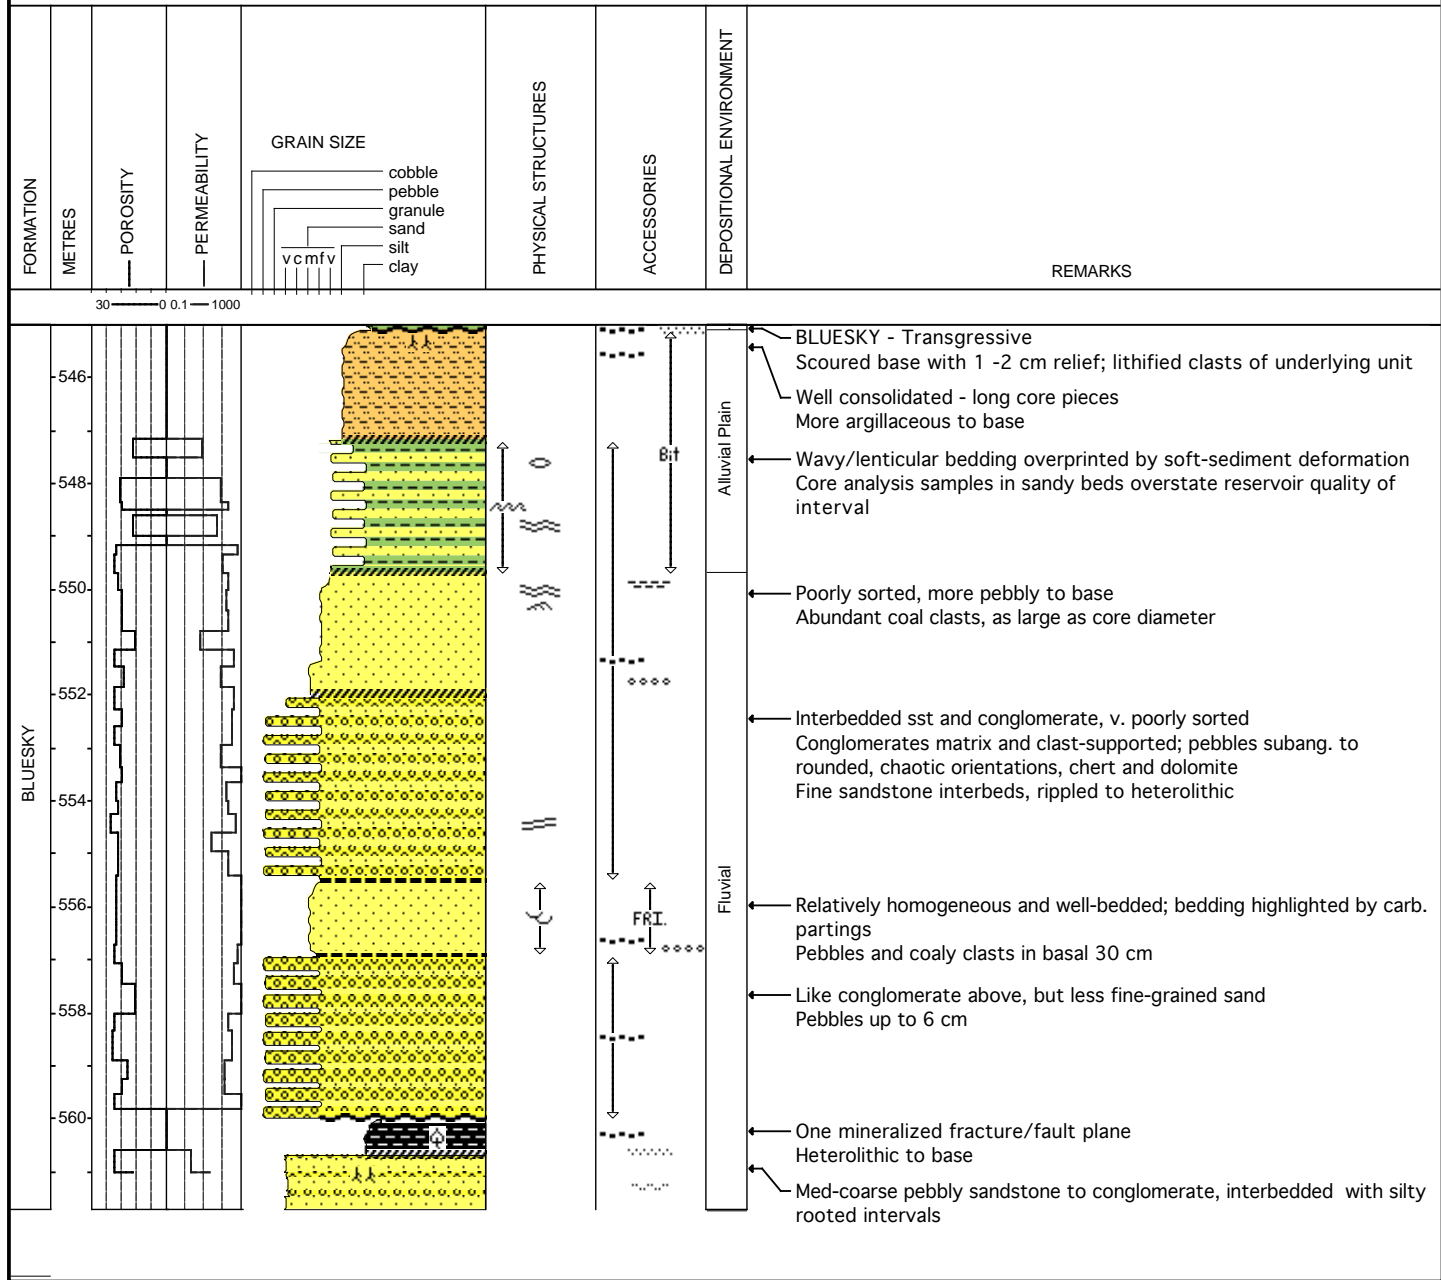 FORMATION
METRES
POROSITY
PERMEABILITY
GRAIN SIZE
cobble
pebble
granule
sand
silt
clay
v c m f v
PHYSICAL STRUCTURES
ACCESSORIES
DEPOSITIONAL ENVIRONMENT
REMARKS
30 0 0.1 1000
BLUESKY
546
548
550
552
554
556
558
560
Bit
FRI.
Alluvial Plain
Fluvial
BLUESKY - Transgressive
Scoured base with 1 -2 cm relief; lithified clasts of underlying unit
Well consolidated - long core pieces
More argillaceous to base
Wavy/lenticular bedding overprinted by soft-sediment deformation
Core analysis samples in sandy beds overstate reservoir quality of
interval
Poorly sorted, more pebbly to base
Abundant coal clasts, as large as core diameter
Interbedded sst and conglomerate, v. poorly sorted
Conglomerates matrix and clast-supported; pebbles subang. to
rounded, chaotic orientations, chert and dolomite
Fine sandstone interbeds, rippled to heterolithic
Relatively homogeneous and well-bedded; bedding highlighted by carb.
partings
Pebbles and coaly clasts in basal 30 cm
Like conglomerate above, but less fine-grained sand
Pebbles up to 6 cm
One mineralized fracture/fault plane
Heterolithic to base
Med-coarse pebbly sandstone to conglomerate, interbedded with silty
rooted intervals